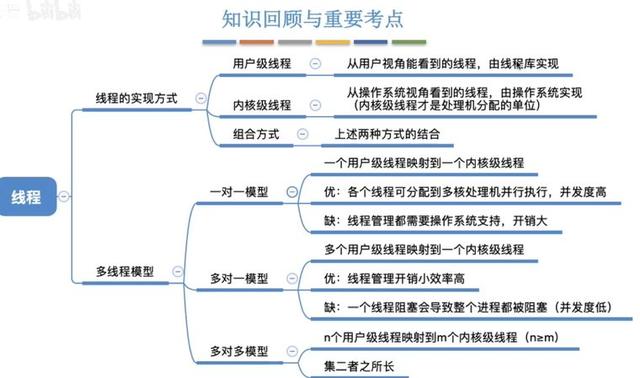 bilibili
知识回顾与重要考点
线程
线程的实现方式
用户级线程
从用户视角能看到的线程，由线程库实现
内核级线程
从操作系统视角看到的线程，由操作系统实现
（内核级线程才是处理机分配的单位）
组合方式
上述两种方式的结合
多线程模型
一对一模型
一个用户级线程映射到一个内核级线程
优：各个线程可分配到多核处理机并行执行，并发度高
缺：线程管理都需要操作系统支持，开销大
多对一模型
多个用户级线程映射到一个内核级线程
优：线程管理开销小效率高
缺：一个线程阻塞会导致整个进程都被阻塞（并发度低）
多对多模型
n个用户级线程映射到m个内核级线程（n≥m）
集二者之所长